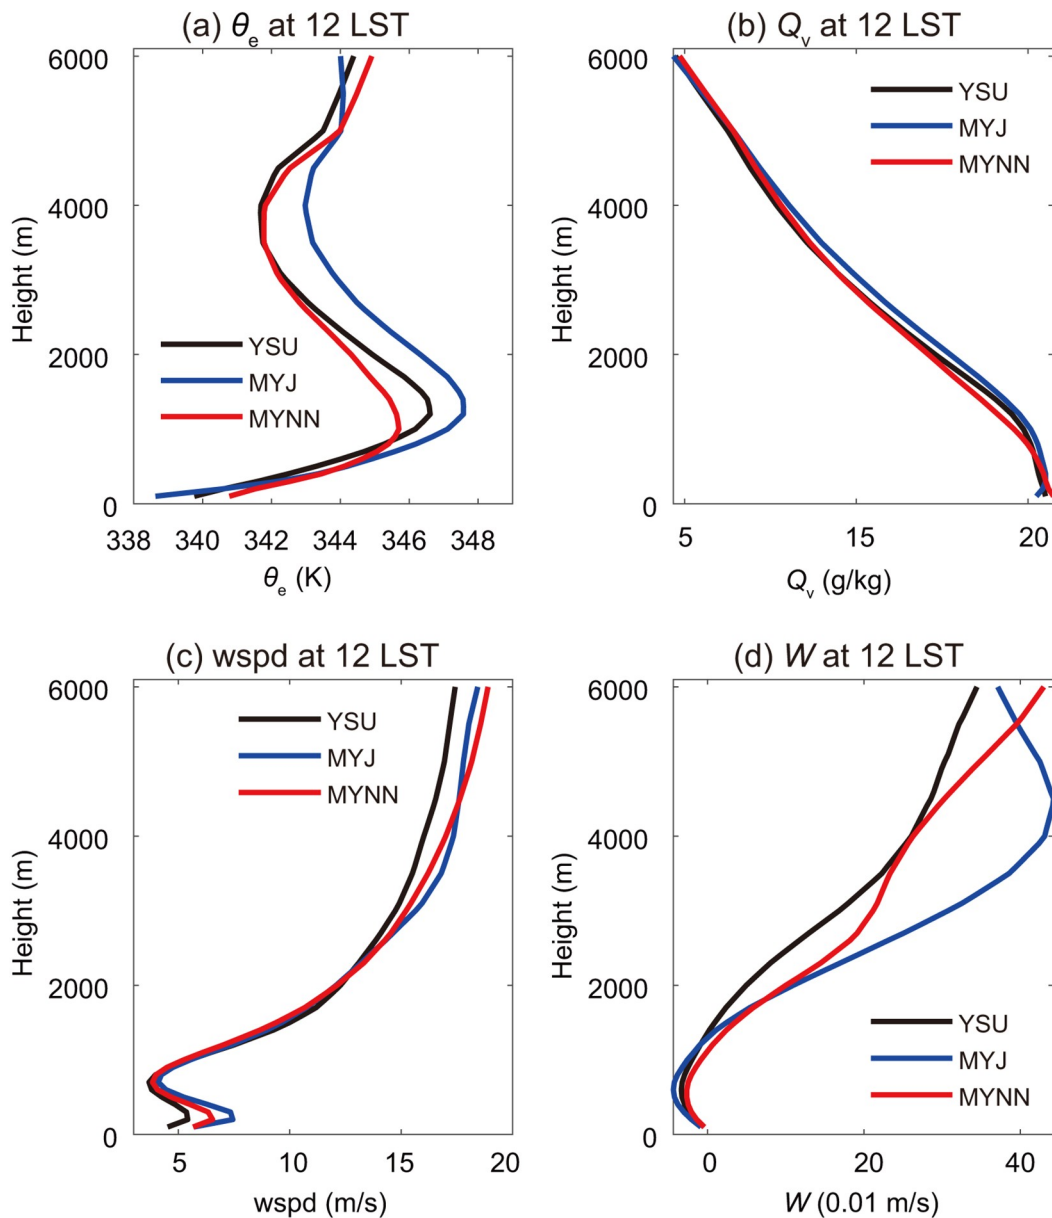 (a) θe at 12 LST
6000
4000
2000
0
Height (m)
YSU
MYJ
MYNN
338 340 342 344 346 348
θe (K)
(b) Qv at 12 LST
6000
4000
2000
0
Height (m)
YSU
MYJ
MYNN
5 15 20
Qv (g/kg)
(c) wspd at 12 LST
6000
4000
2000
0
Height (m)
YSU
MYJ
MYNN
5 10 15 20
wspd (m/s)
(d) W at 12 LST
6000
4000
2000
0
Height (m)
YSU
MYJ
MYNN
0 20 40
W (0.01 m/s)